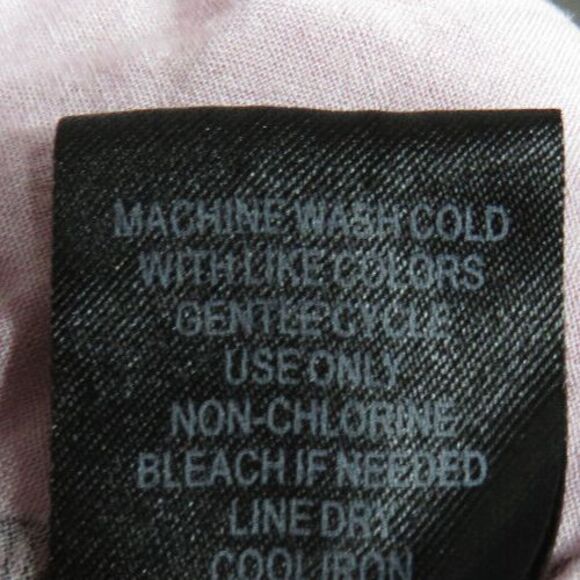 MACHINE WASH COLD
WITH LIKE COLORS
GENTLE CYCLE
USE ONLY
NON-CHLORINE
BLEACH IF NEEDED
LINE DRY
COOL IRON